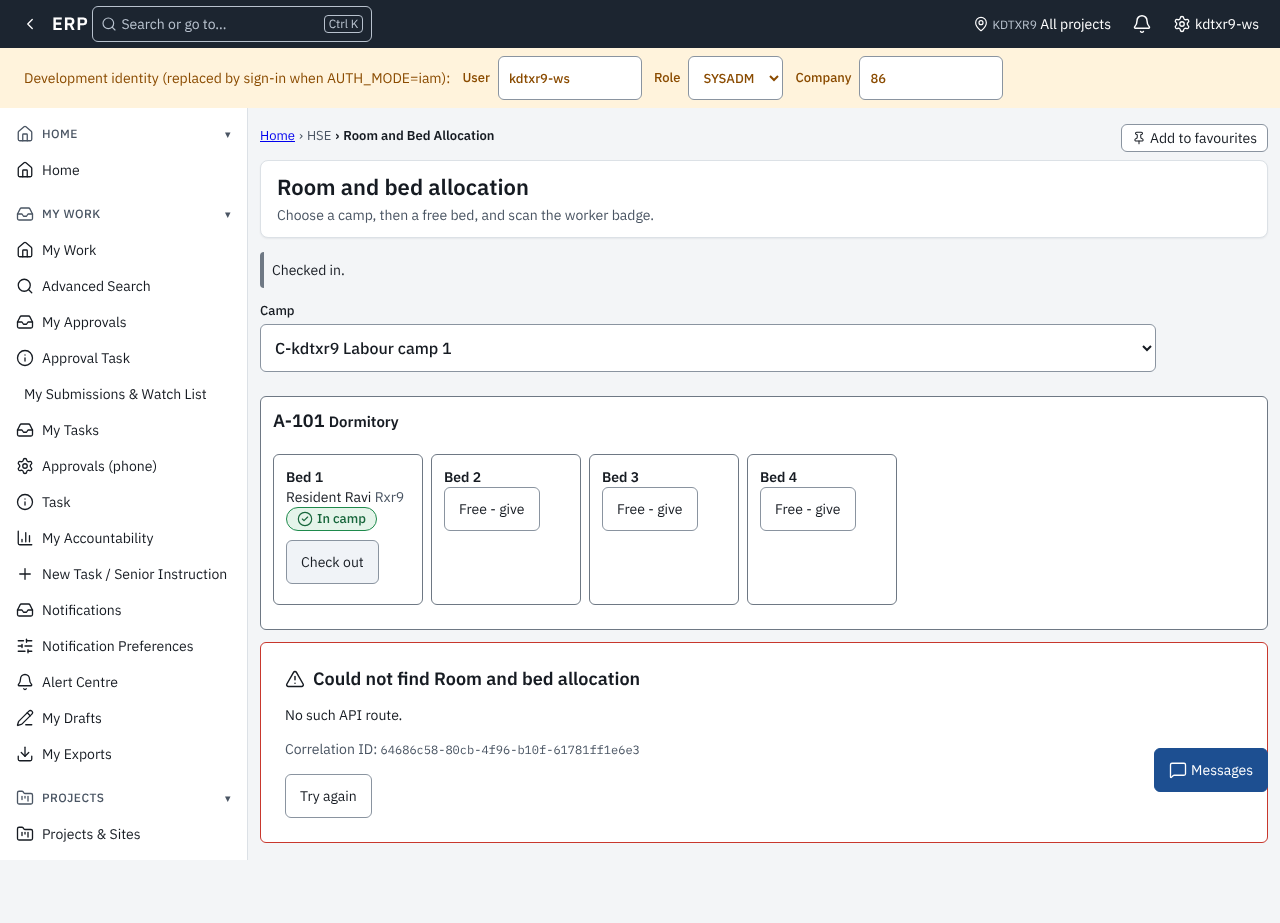 ERP
Search or go to...
Ctrl K
KDTXR9 All projects
kdtxr9-ws
Development identity (replaced by sign-in when AUTH_MODE=iam):
User
kdtxr9-ws
Role
SYSADM
Company
86
HOME
Home
MY WORK
My Work
Advanced Search
My Approvals
Approval Task
My Submissions & Watch List
My Tasks
Approvals (phone)
Task
My Accountability
New Task / Senior Instruction
Notifications
Notification Preferences
Alert Centre
My Drafts
My Exports
PROJECTS
Projects & Sites
Home › HSE › Room and Bed Allocation
Add to favourites
Room and bed allocation
Choose a camp, then a free bed, and scan the worker badge.
Checked in.
Camp
C-kdtxr9 Labour camp 1
A-101 Dormitory
Bed 1
Resident Ravi Rxr9
In camp
Check out
Bed 2
Free - give
Bed 3
Free - give
Bed 4
Free - give
Could not find Room and bed allocation
No such API route.
Correlation ID: 64686c58-80cb-4f96-b10f-61781ff1e6e3
Try again
Messages